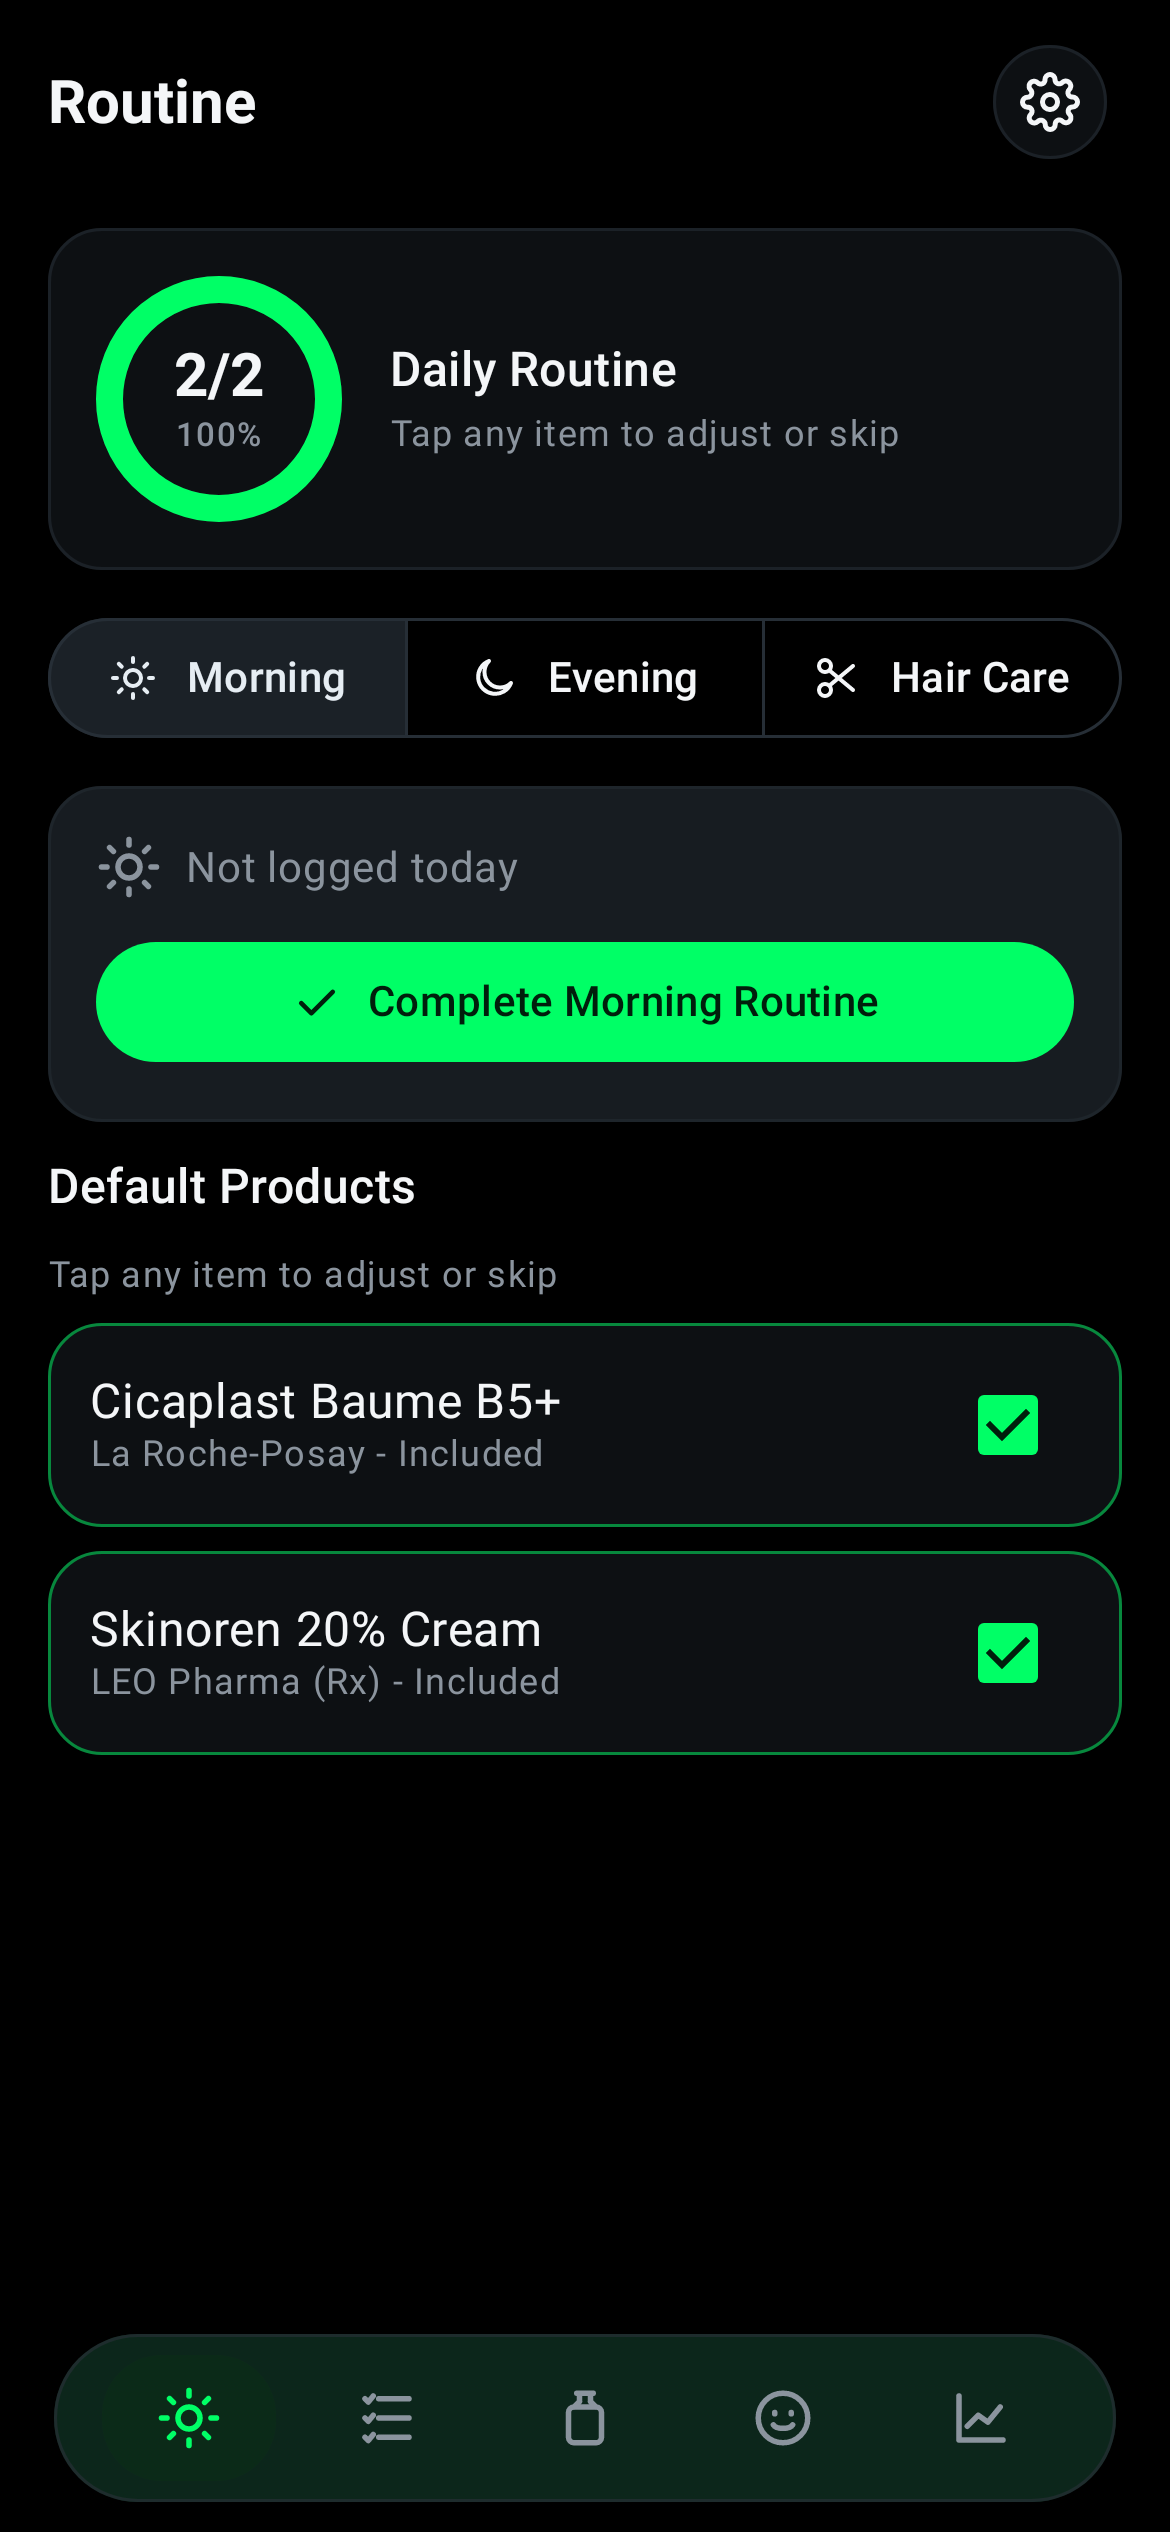 Routine
2/2
100%
Daily Routine
Tap any item to adjust or skip
Morning
Evening
Hair Care
Not logged today
Complete Morning Routine
Default Products
Tap any item to adjust or skip
Cicaplast Baume B5+
La Roche-Posay - Included
Skinoren 20% Cream
LEO Pharma (Rx) - Included